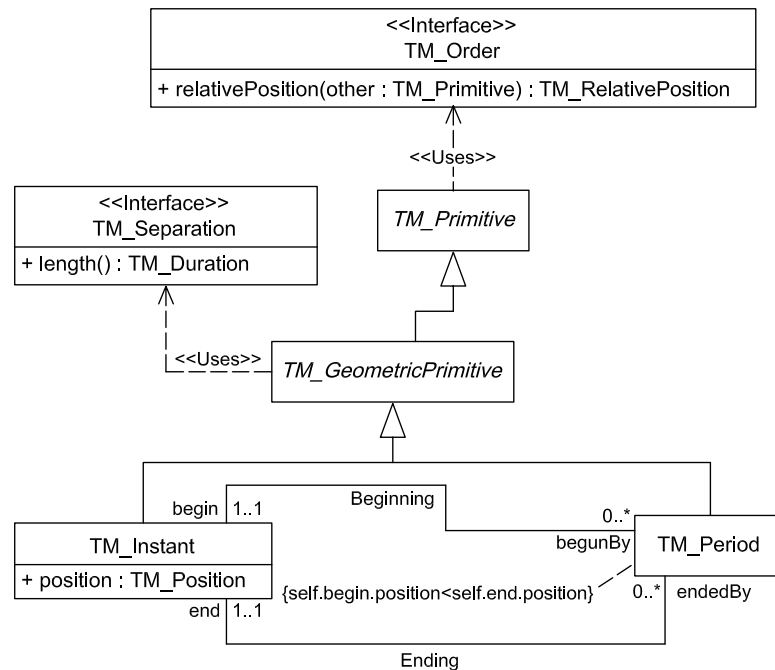 <<Interface>>
TM_Order
+ relativePosition(other : TM_Primitive) : TM_RelativePosition
<<Uses>>
<<Interface>>
TM_Separation
+ length() : TM_Duration
TM_Primitive
<<Uses>>
TM_GeometricPrimitive
begin
1..1
Beginning
0..*
begunBy
TM_Instant
+ position : TM_Position
TM_Period
{self.begin.position<self.end.position}
end
1..1
0..*
endedBy
Ending